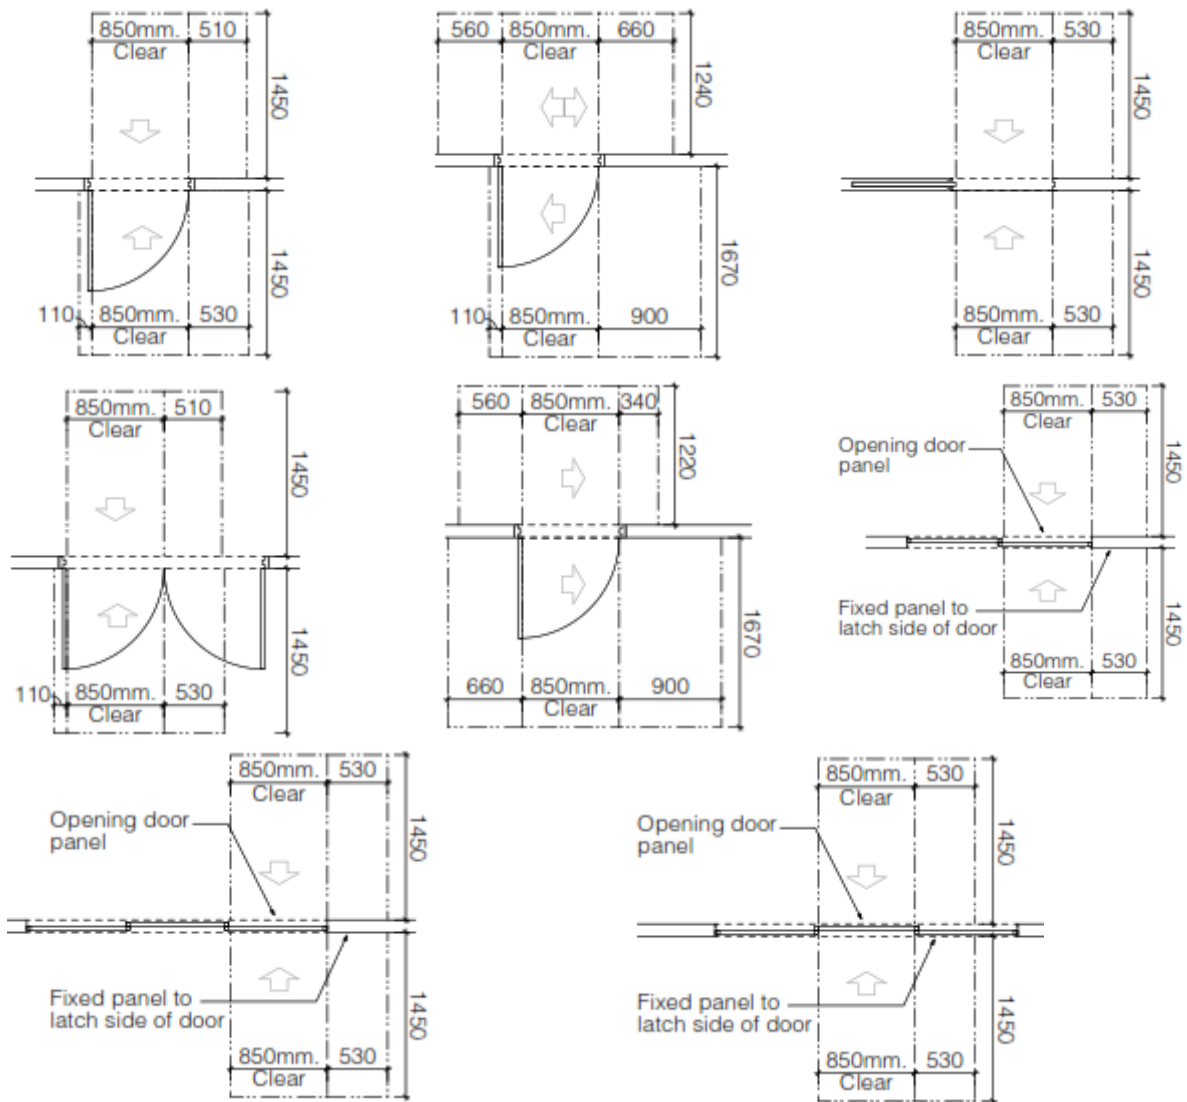 850mm. 510
Clear
1450
1450
110 850mm. 530
Clear
560 850mm. 660
Clear
1240
1670
110 850mm. 900
Clear
850mm. 530
Clear
1450
1450
850mm. 530
Clear
850mm. 510
Clear
1450
1450
110 850mm. 530
Clear
560 850mm. 340
Clear
1220
1670
660 850mm. 900
Clear
850mm. 530
Clear
1450
Opening door
panel
Fixed panel to
latch side of door
1450
850mm. 530
Clear
850mm. 530
Clear
1450
Opening door
panel
Fixed panel to
latch side of door
1450
850mm. 530
Clear
850mm. 530
Clear
1450
Opening door
panel
Fixed panel to
latch side of door
1450
850mm. 530
Clear